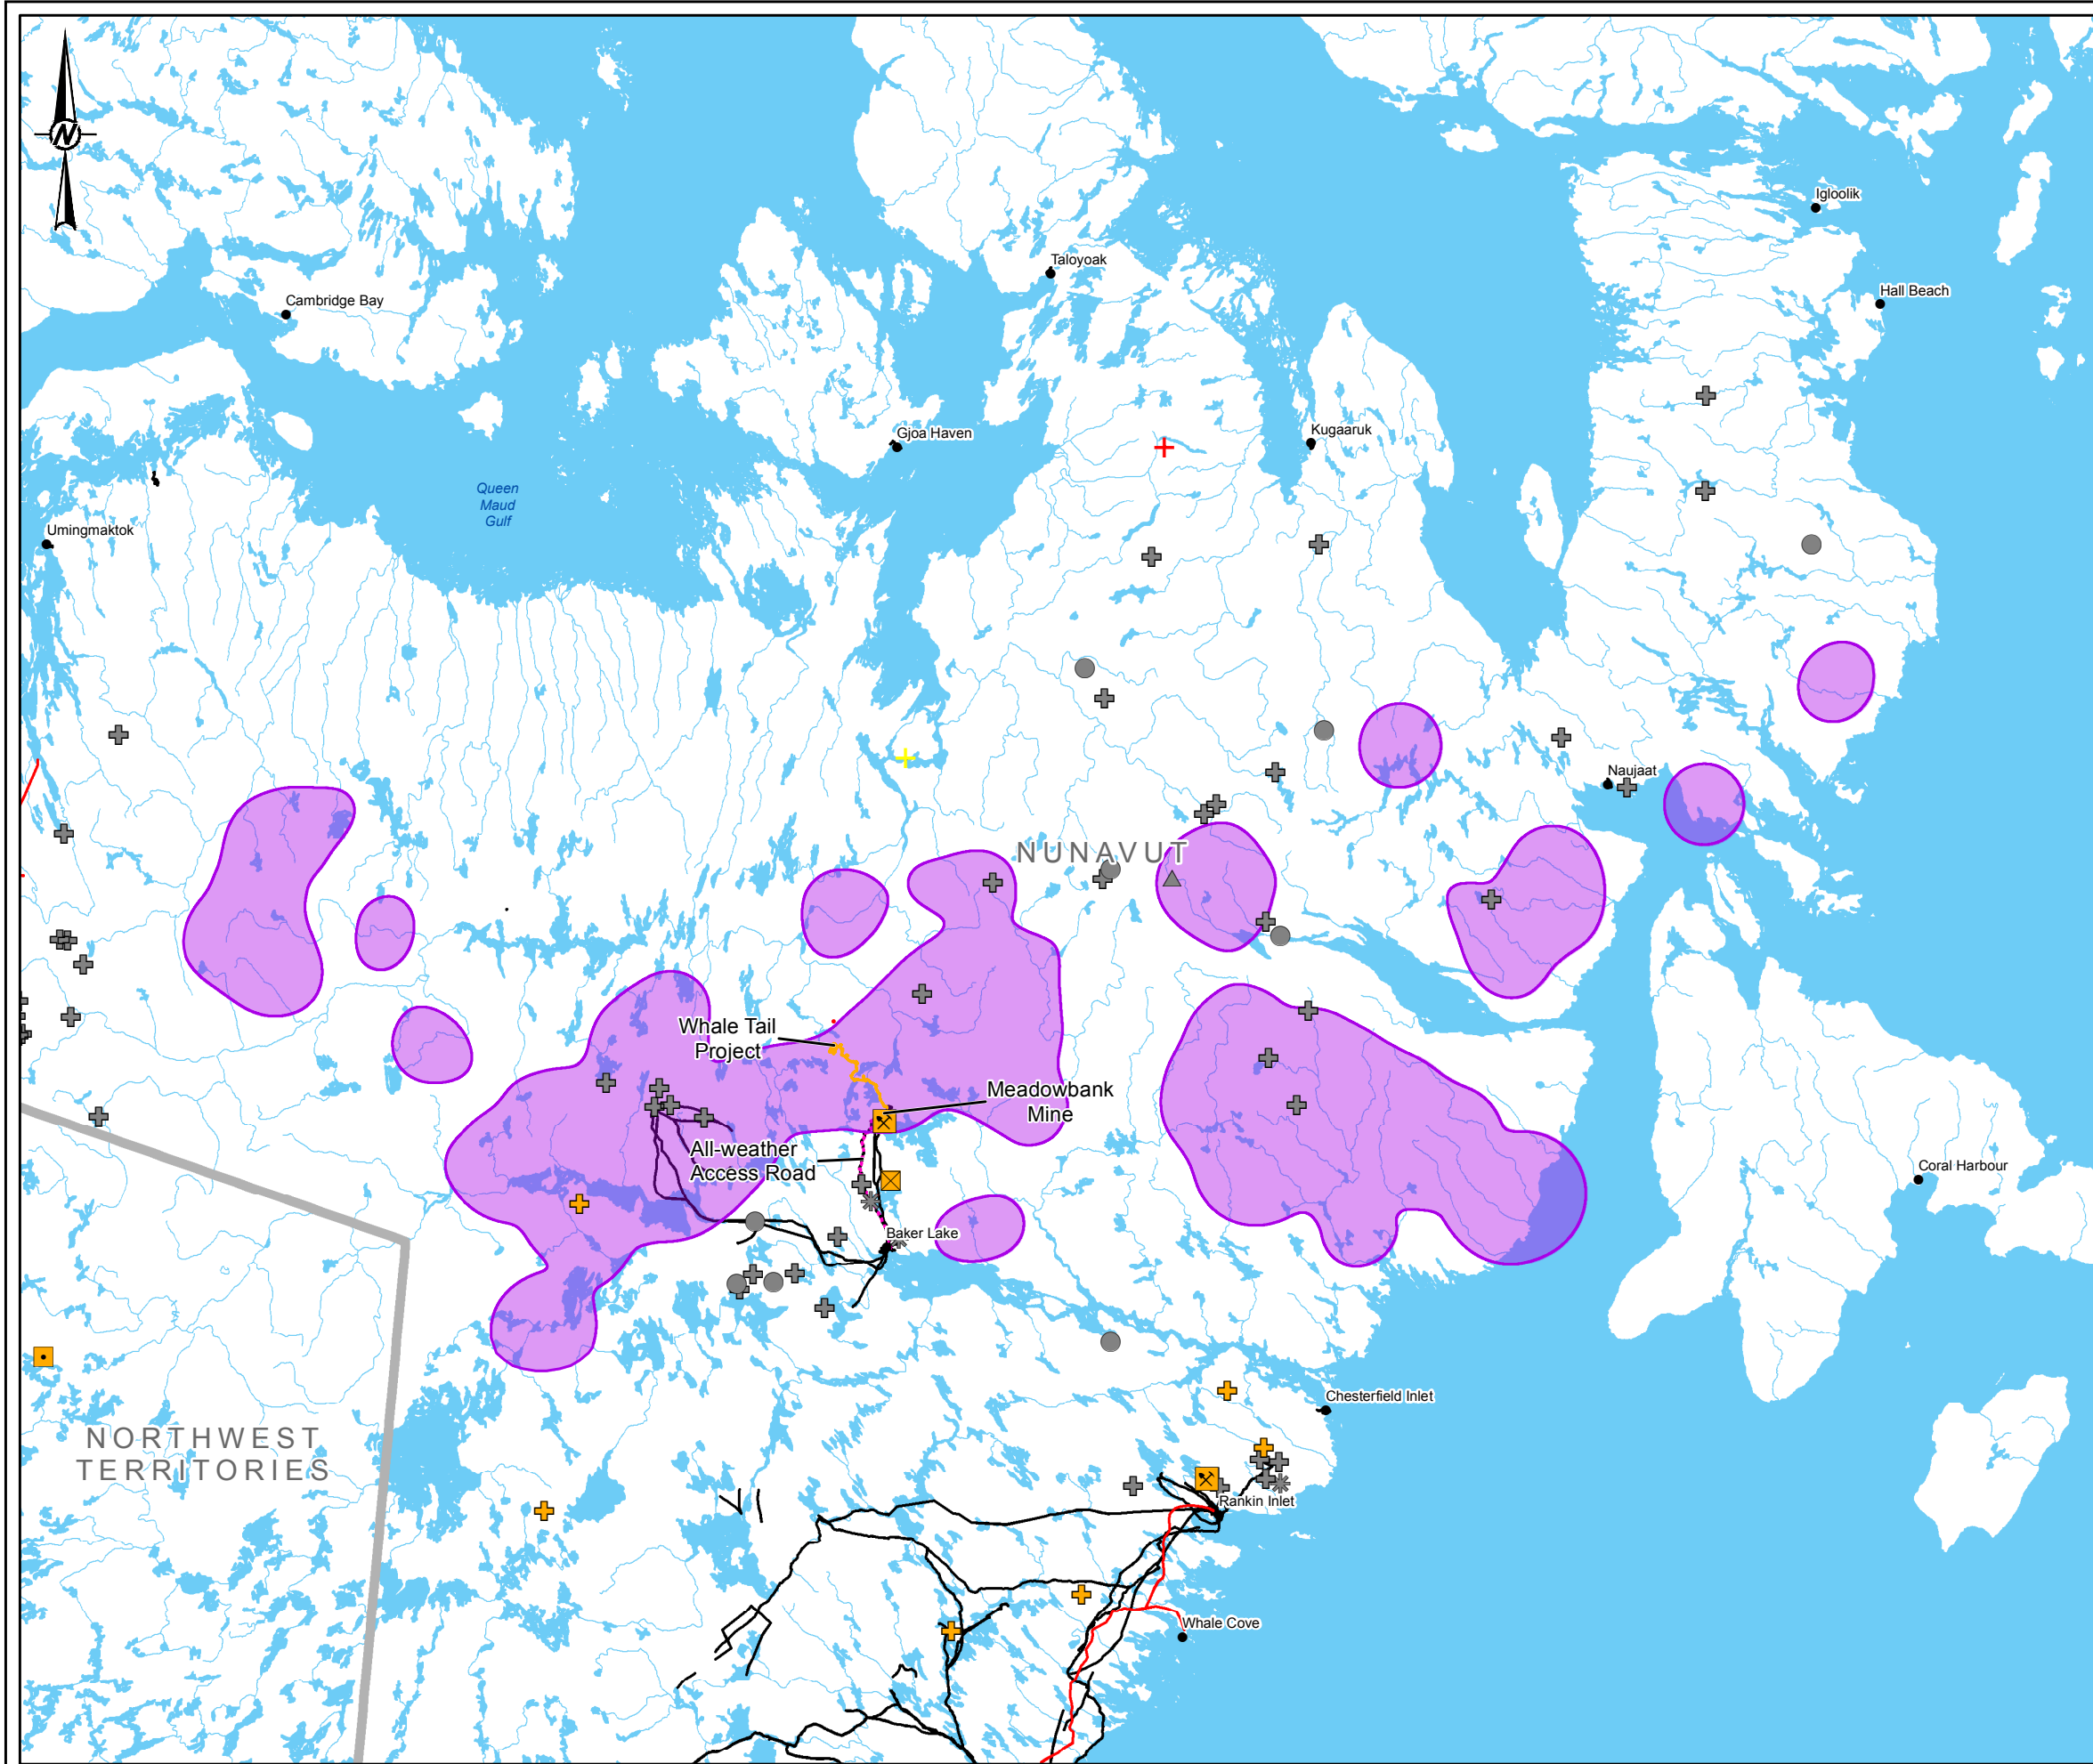 N
Igloolik
Taloyoak
Hall Beach
Cambridge Bay
Gjoa Haven
Kugaaruk
Queen
Maud
Gulf
Umingmaktok
Naujaat
NUNAVUT
Whale Tail
Project
Meadowbank
Mine
All-weather
Access Road
Coral Harbour
Baker Lake
Chesterfield Inlet
NORTHWEST
TERRITORIES
Rankin Inlet
Whale Cove